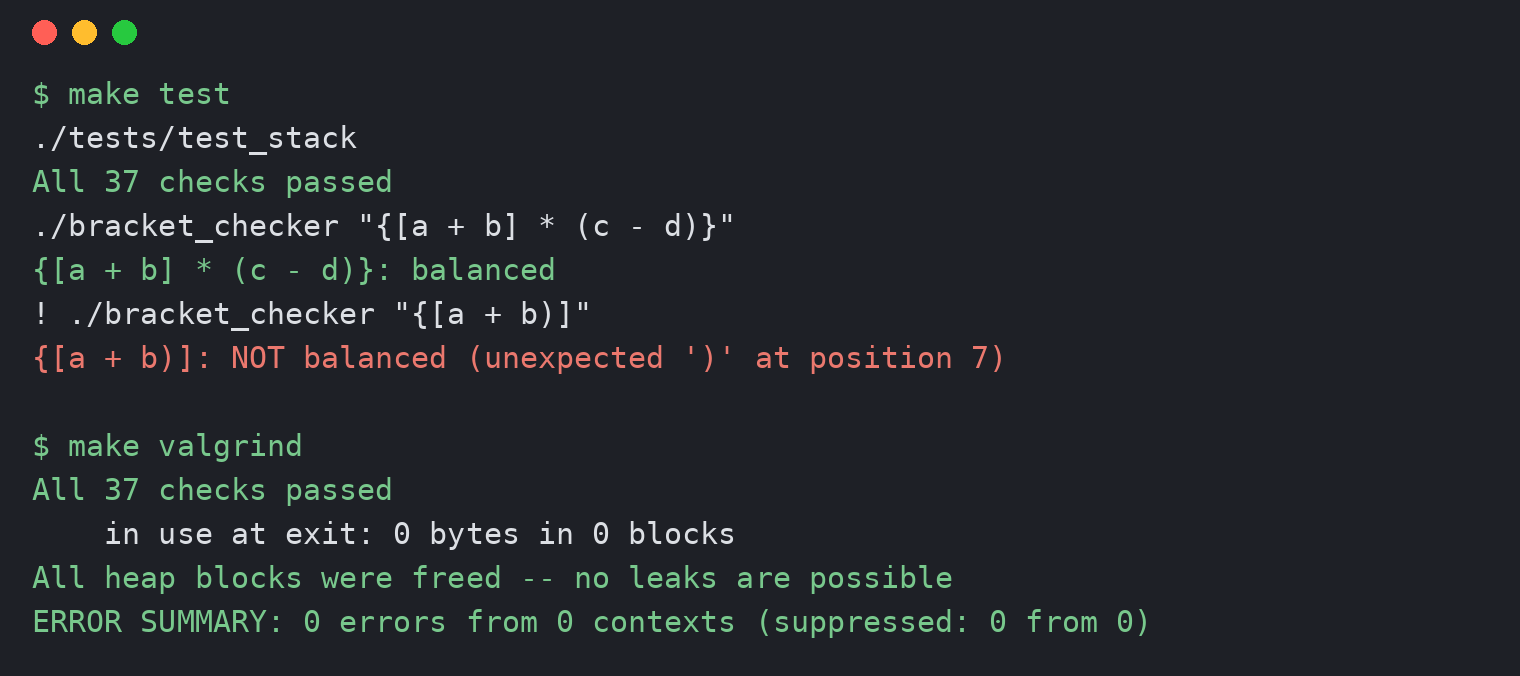 $ make test
./tests/test_stack
All 37 checks passed
./bracket_checker "{[a + b] * (c - d)}"
{[a + b] * (c - d)}: balanced
! ./bracket_checker "{[a + b)]"
{[a + b)]: NOT balanced (unexpected ')' at position 7)

$ make valgrind
All 37 checks passed
    in use at exit: 0 bytes in 0 blocks
All heap blocks were freed -- no leaks are possible
ERROR SUMMARY: 0 errors from 0 contexts (suppressed: 0 from 0)